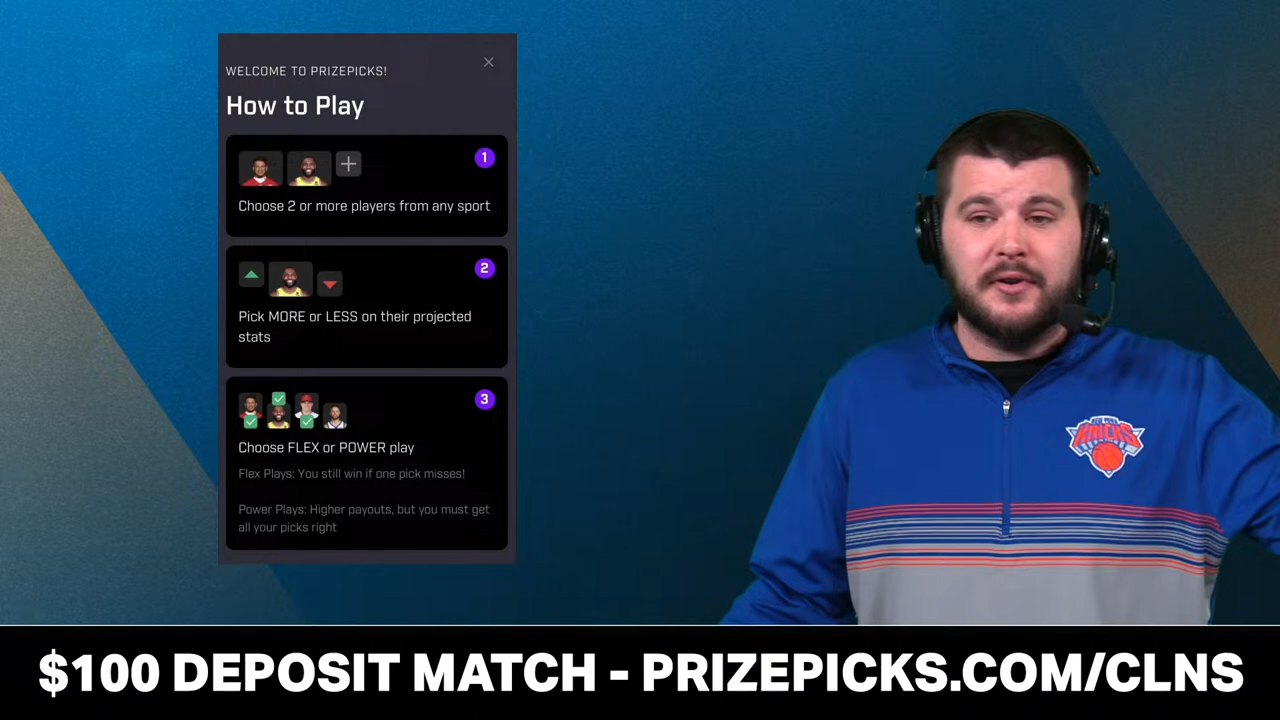 WELCOME TO PRIZEPICKS!
How to Play
1
Choose 2 or more players from any sport
2
Pick MORE or LESS on their projected
stats
3
Choose FLEX or POWER play
Flex Plays: You still win if one pick misses!
Power Plays: Higher payouts, but you must get
all your picks right
NEW YORK
KNICKS
$100 DEPOSIT MATCH - PRIZEPICKS.COM/CLNS